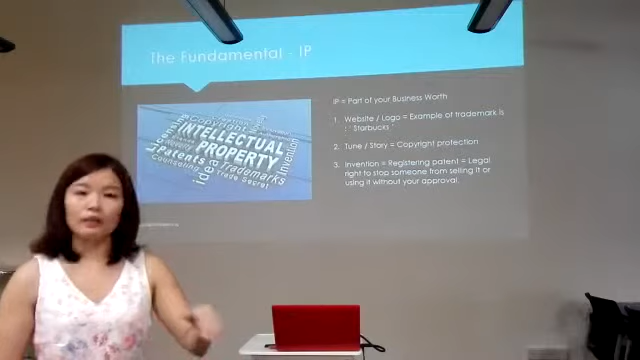 The Fundamental - IP
IP = Part of your Business Worth
1. Website / Logo = Example of trademark is
: ' Starbucks '
2. Tune / Story = Copyright protection
3. Invention = Registering patent = Legal
right to stop someone from selling it or
using it without your approval.
Copyright
INTELLECTUAL
PROPERTY
Patents
Trademarks
Counseling
Trade Secret
idea
Invention